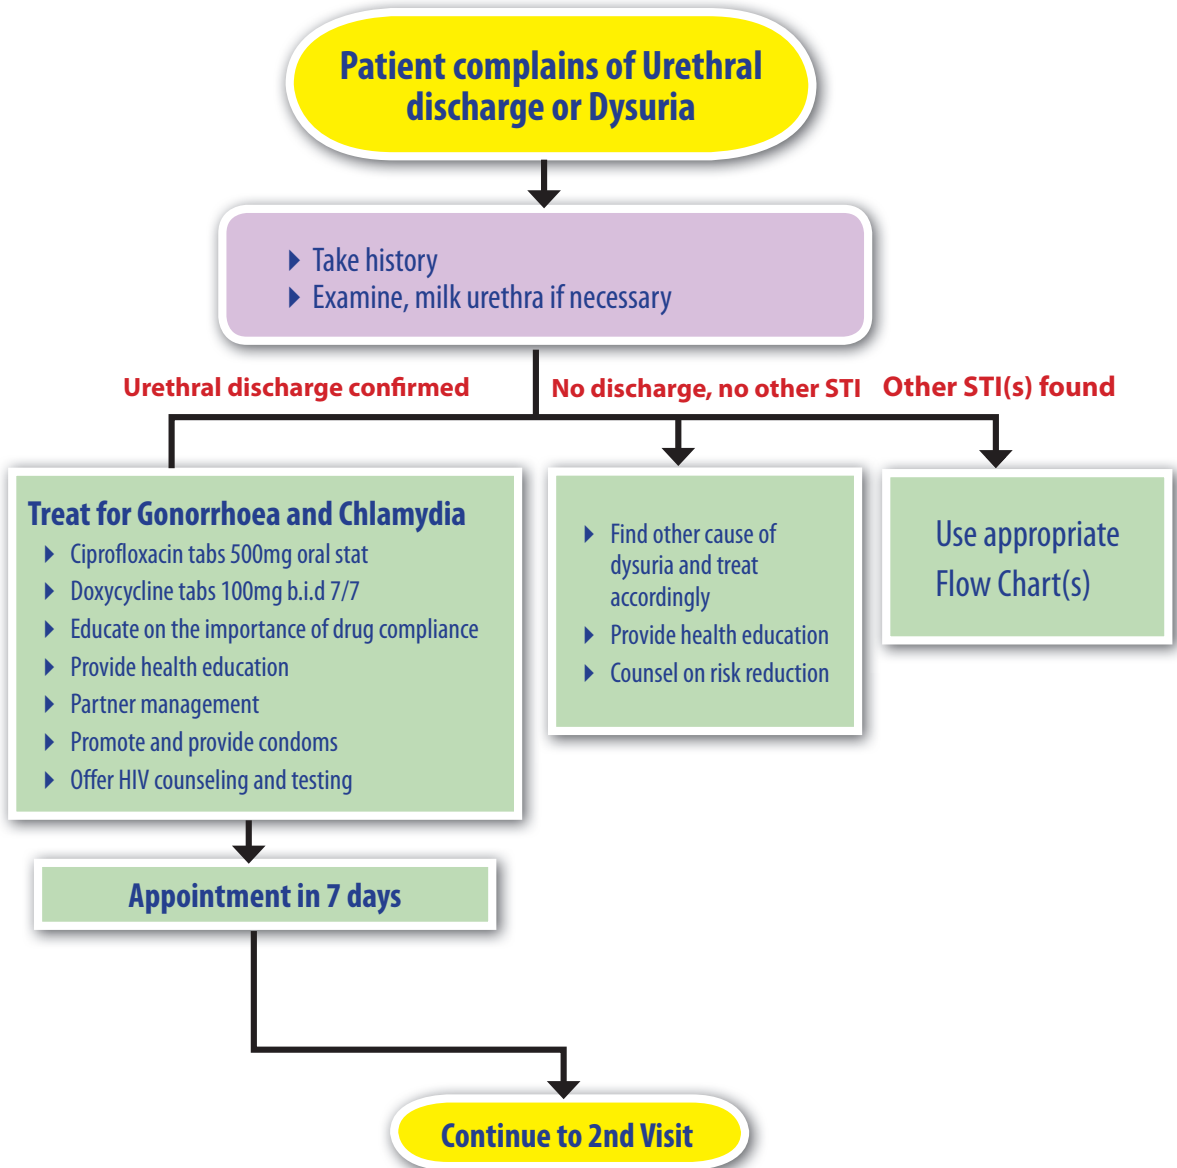 Patient complains of Urethral
discharge or Dysuria
Take history
Examine, milk urethra if necessary
Urethral discharge confirmed
No discharge, no other STI
Other STI(s) found
Treat for Gonorrhoea and Chlamydia
Ciprofloxacin tabs 500mg oral stat
Doxycycline tabs 100mg b.i.d 7/7
Educate on the importance of drug compliance
Provide health education
Partner management
Promote and provide condoms
Offer HIV counseling and testing
Find other cause of
dysuria and treat
accordingly
Provide health education
Counsel on risk reduction
Use appropriate
Flow Chart(s)
Appointment in 7 days
Continue to 2nd Visit